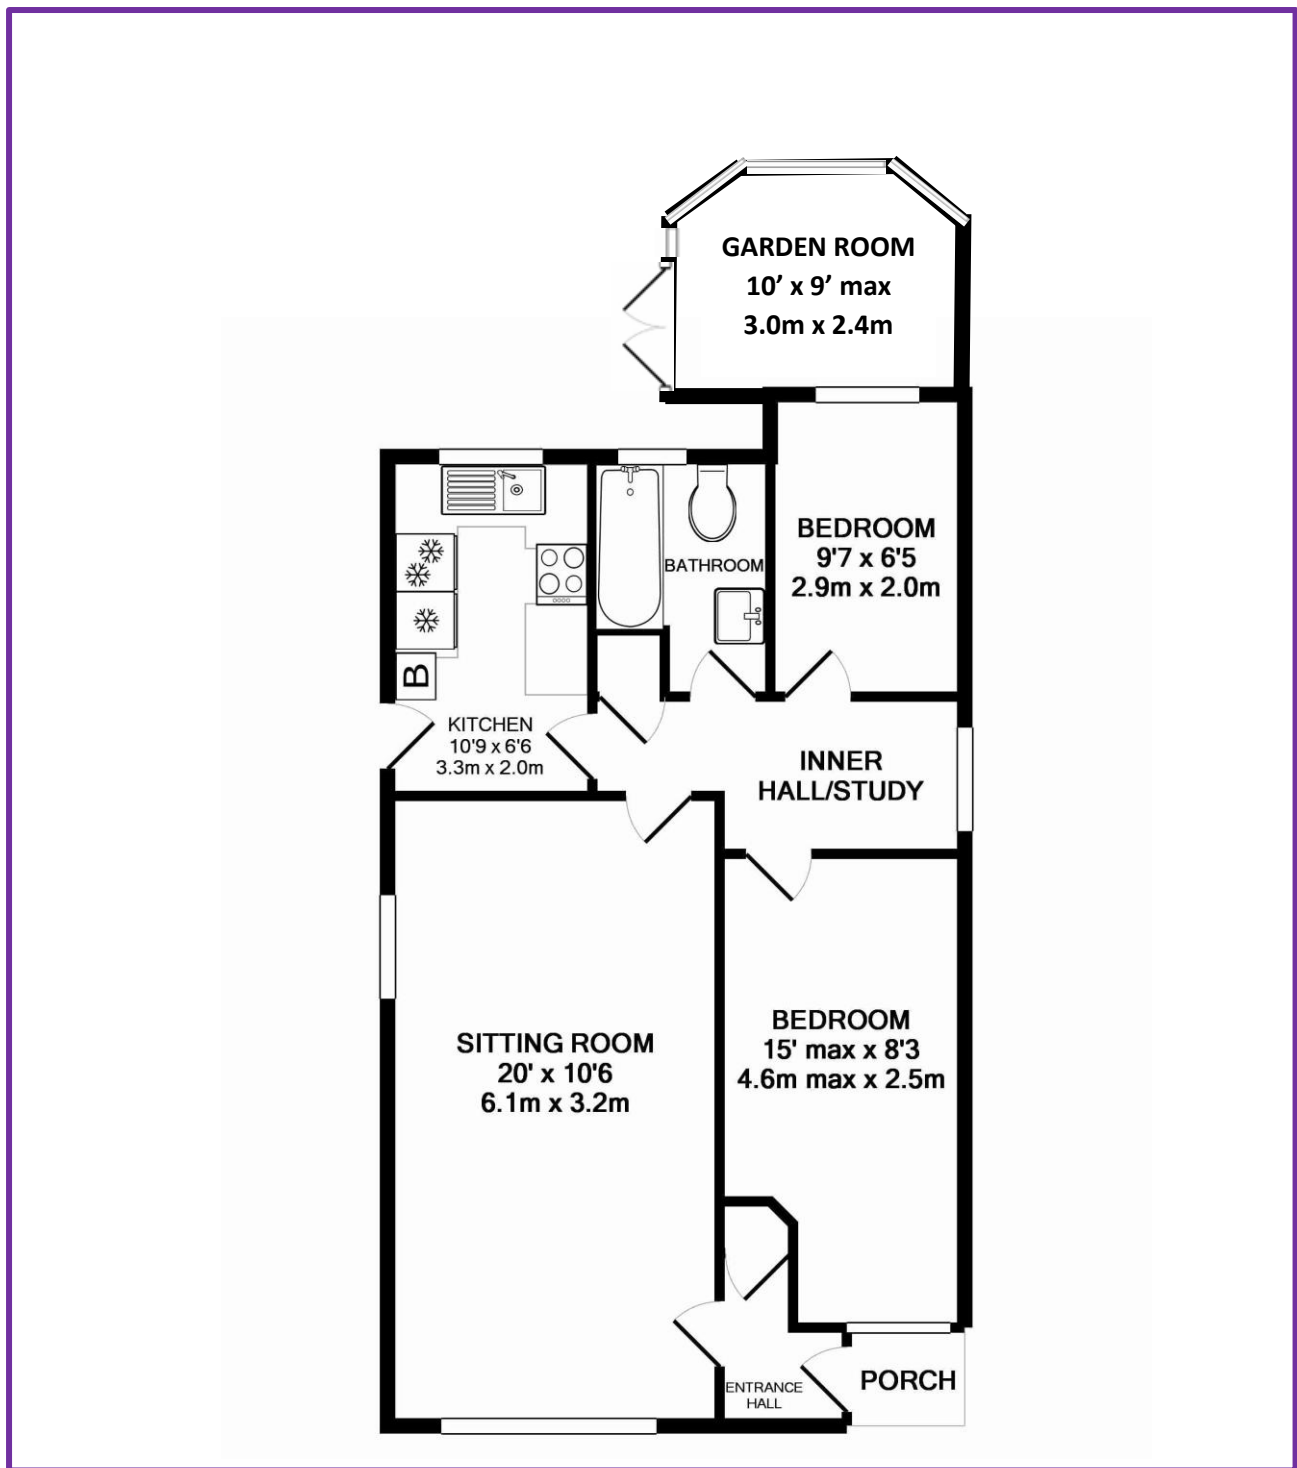 GARDEN ROOM
10’ x 9’ max
3.0m x 2.4m
BEDROOM
9'7 x 6'5
2.9m x 2.0m
BATHROOM
B
KITCHEN
10'9 x 6'6
3.3m x 2.0m
INNER
HALL/STUDY
SITTING ROOM
20' x 10'6
6.1m x 3.2m
BEDROOM
15' max x 8'3
4.6m max x 2.5m
ENTRANCE
HALL
PORCH